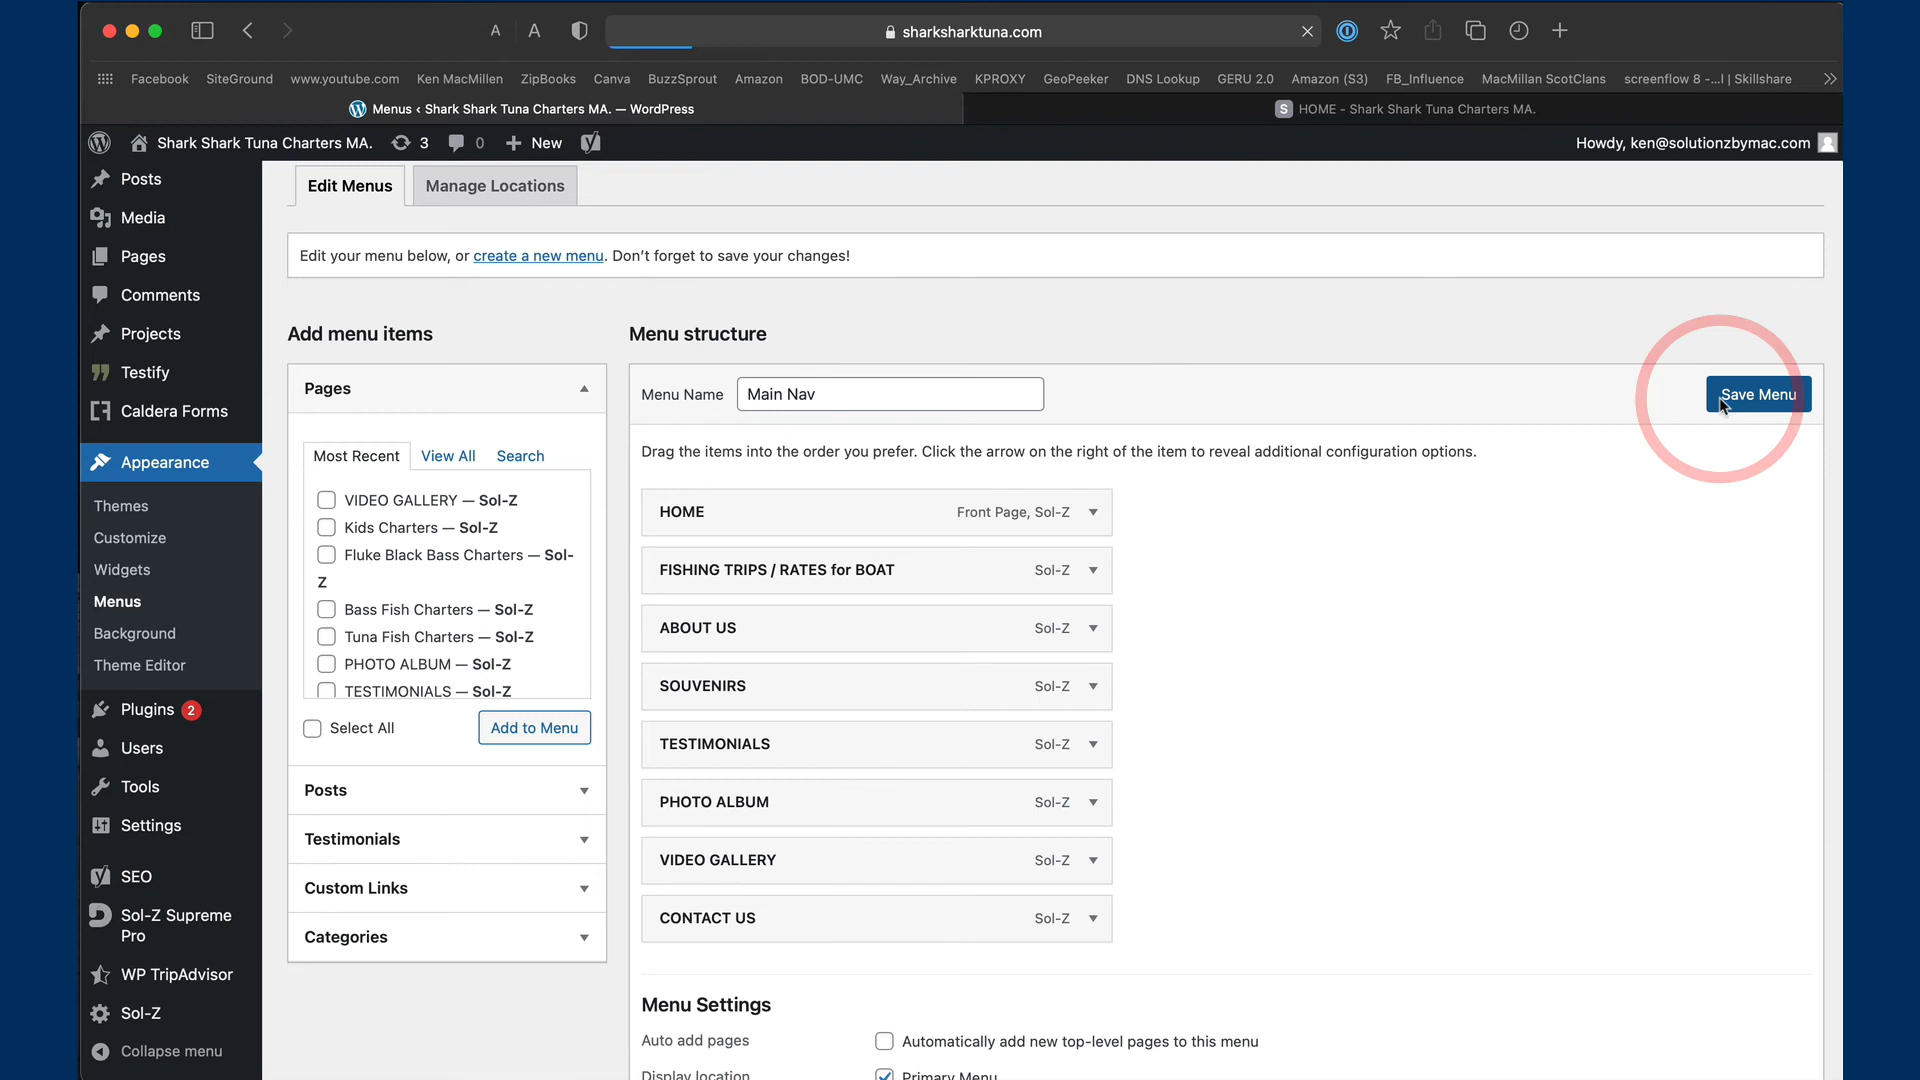 A
A
sharksharktuna.com
Facebook SiteGround www.youtube.com Ken MacMillen ZipBooks Canva BuzzSprout Amazon BOD-UMC Way_Archive KPROXY GeoPeeker DNS Lookup GERU 2.0 Amazon (S3) FB_Influence MacMillan ScotClans screenflow 8 -...l | Skillshare
Menus ‹ Shark Shark Tuna Charters MA. — WordPress
S HOME - Shark Shark Tuna Charters MA.
Shark Shark Tuna Charters MA. 3 0 New
Howdy, ken@solutionzbymac.com
Posts
Media
Pages
Comments
Projects
Testify
Caldera Forms
Appearance
Themes
Customize
Widgets
Menus
Background
Theme Editor
Plugins 2
Users
Tools
Settings
SEO
Sol-Z Supreme
Pro
WP TripAdvisor
Sol-Z
Collapse menu
Edit Menus
Manage Locations
Edit your menu below, or create a new menu. Don’t forget to save your changes!
Add menu items
Pages
Most Recent View All Search
VIDEO GALLERY — Sol-Z
Kids Charters — Sol-Z
Fluke Black Bass Charters — Sol-
Z
Bass Fish Charters — Sol-Z
Tuna Fish Charters — Sol-Z
PHOTO ALBUM — Sol-Z
TESTIMONIALS — Sol-Z
Select All
Add to Menu
Posts
Testimonials
Custom Links
Categories
Menu structure
Menu Name Main Nav
Save Menu
Drag the items into the order you prefer. Click the arrow on the right of the item to reveal additional configuration options.
HOME Front Page, Sol-Z
FISHING TRIPS / RATES for BOAT Sol-Z
ABOUT US Sol-Z
SOUVENIRS Sol-Z
TESTIMONIALS Sol-Z
PHOTO ALBUM Sol-Z
VIDEO GALLERY Sol-Z
CONTACT US Sol-Z
Menu Settings
Auto add pages Automatically add new top-level pages to this menu
Display location Primary Menu